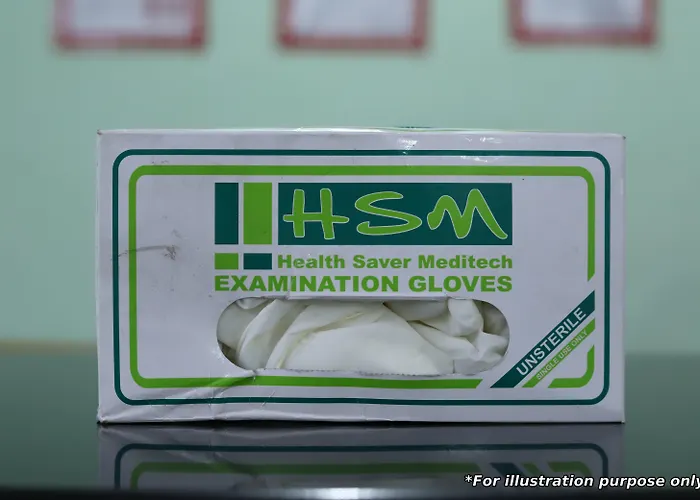 HSM
Health Saver Meditech
EXAMINATION GLOVES
UNSTERILE
SINGLE USE ONLY
*For illustration purpose only